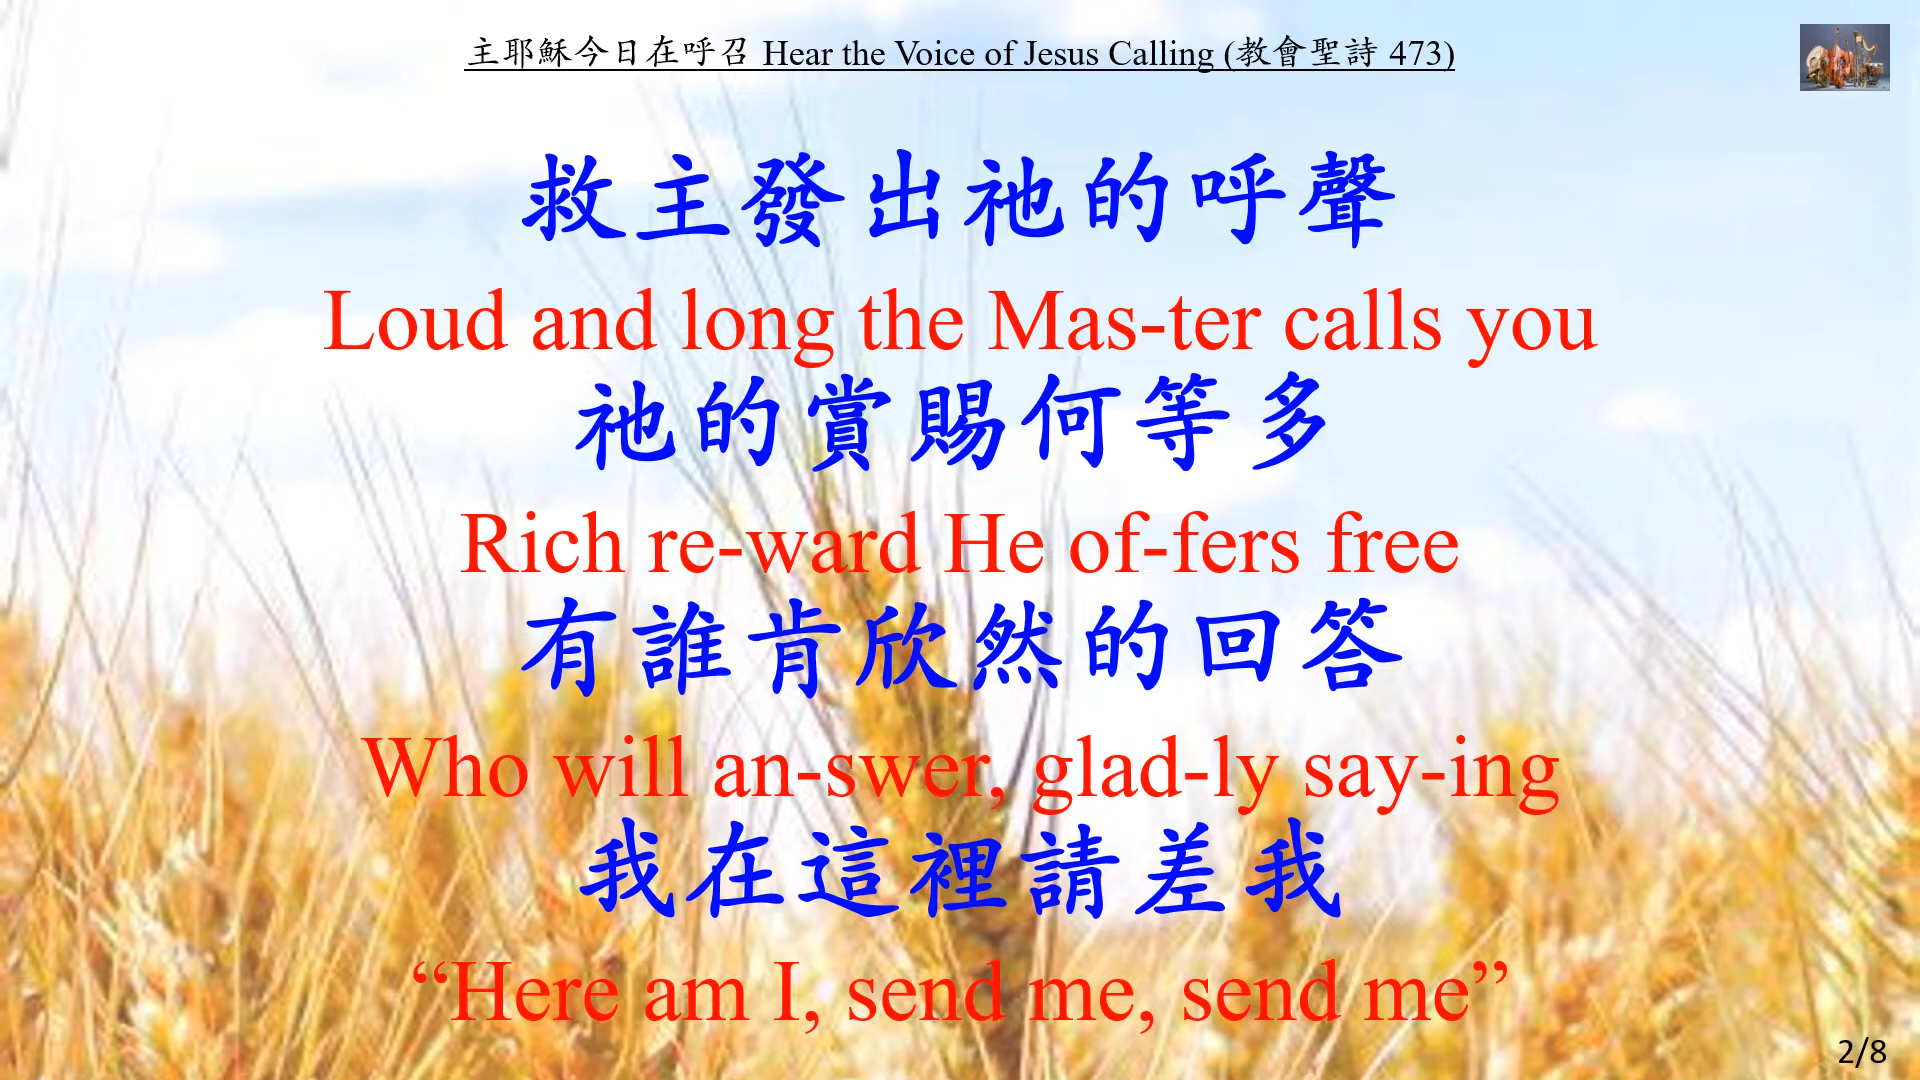 主耶穌今日在呼召 Hear the Voice of Jesus Calling (教會聖詩 473)
救主發出祂的呼聲
Loud and long the Mas-ter calls you
祂的賞賜何等多
Rich re-ward He of-fers free
有誰肯欣然的回答
Who will an-swer, glad-ly say-ing
我在這裡請差我
“Here am I, send me, send me”
2/8